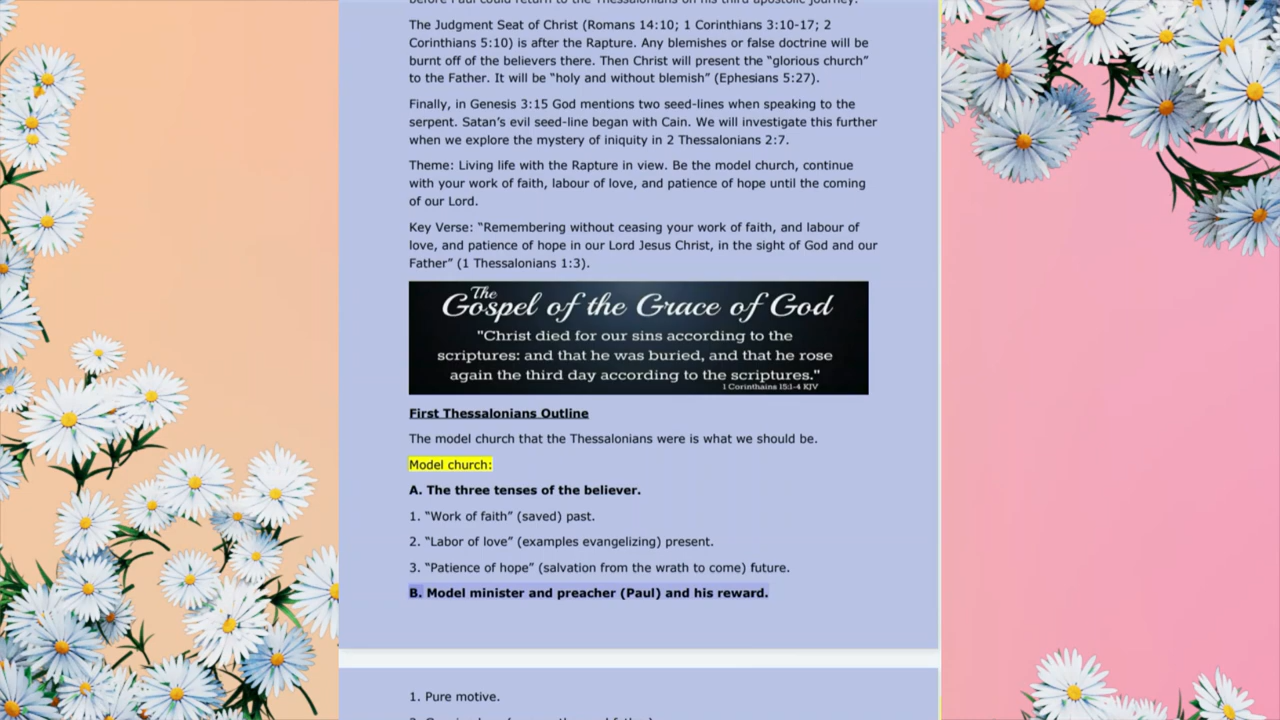 before Paul could return to the Thessalonians on his third apostolic journey.
The Judgment Seat of Christ (Romans 14:10; 1 Corinthians 3:10-17; 2
Corinthians 5:10) is after the Rapture. Any blemishes or false doctrine will be
burnt off of the believers there. Then Christ will present the “glorious church”
to the Father. It will be “holy and without blemish” (Ephesians 5:27).
Finally, in Genesis 3:15 God mentions two seed-lines when speaking to the
serpent. Satan’s evil seed-line began with Cain. We will investigate this further
when we explore the mystery of iniquity in 2 Thessalonians 2:7.
Theme: Living life with the Rapture in view. Be the model church, continue
with your work of faith, labour of love, and patience of hope until the coming
of our Lord.
Key Verse: “Remembering without ceasing your work of faith, and labour of
love, and patience of hope in our Lord Jesus Christ, in the sight of God and our
Father” (1 Thessalonians 1:3).
The
Gospel of the Grace of God
"Christ died for our sins according to the
scriptures: and that he was buried, and that he rose
again the third day according to the scriptures."
1 Corinthains 15:1-4 KJV
First Thessalonians Outline
The model church that the Thessalonians were is what we should be.
Model church:
A. The three tenses of the believer.
1. “Work of faith” (saved) past.
2. “Labor of love” (examples evangelizing) present.
3. “Patience of hope” (salvation from the wrath to come) future.
B. Model minister and preacher (Paul) and his reward.
1. Pure motive.